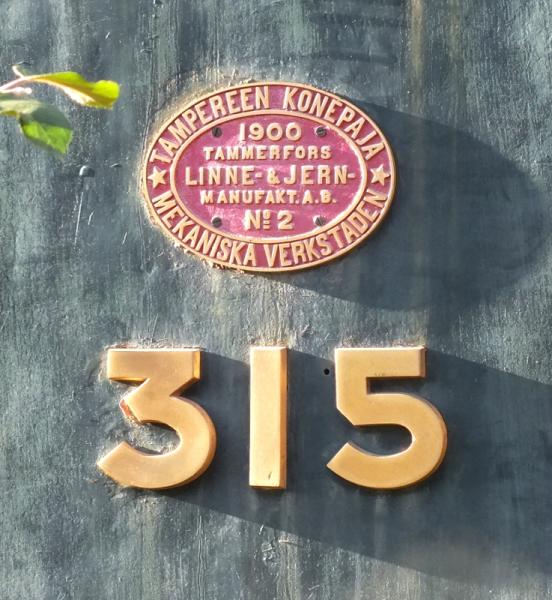 TAMPEREEN KONEPAJA
1900
TAMMERFORS
LINNE- & JERN-
MANUFAKT. A.B.
No 2
MEKANISKA VERKSTADEN
315